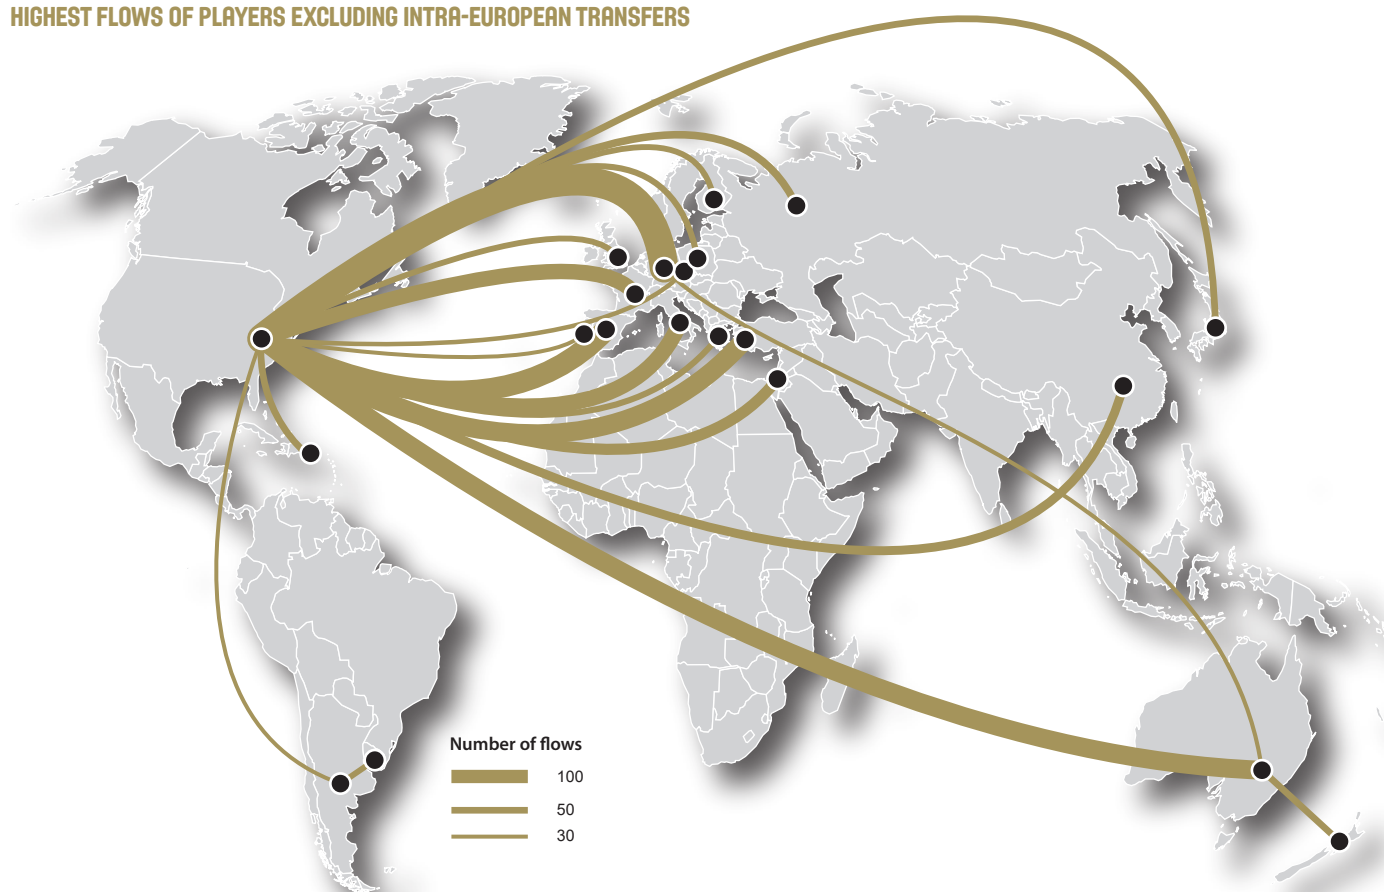 HIGHEST FLOWS OF PLAYERS EXCLUDING INTRA-EUROPEAN TRANSFERS
Number of flows
100
50
30